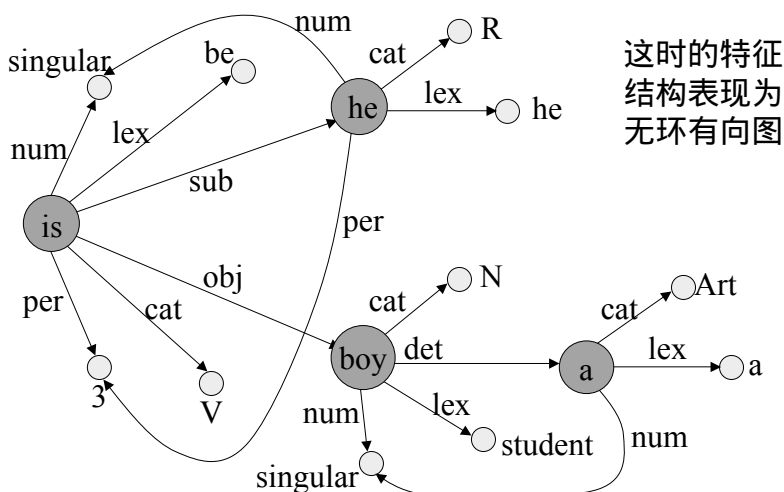 num
R
cat
singular
be
he
lex
he
num
lex
sub
is
per
obj
per
cat
3
V
cat
N
boy
det
num
lex
student
singular
cat
Art
a
lex
a
num
这时的特征
结构表现为
无环有向图